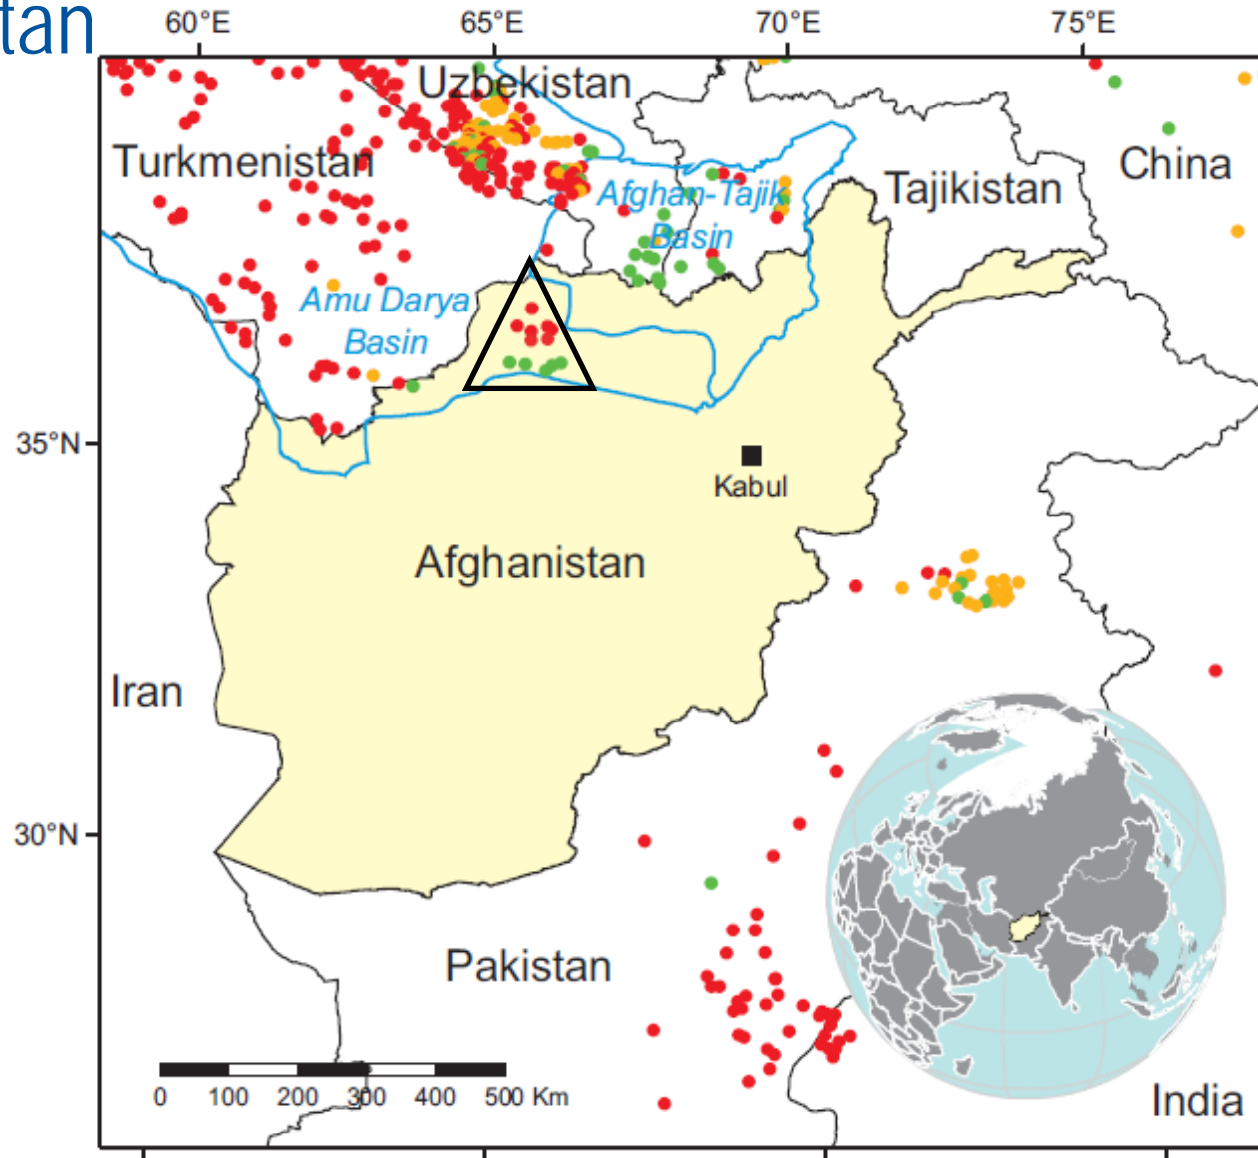 tan
60°E
65°E
70°E
75°E
Uzbekistan
Turkmenistan
China
Tajikistan
Afghan-Tajik
Basin
Amu Darya
Basin
35°N
Kabul
Afghanistan
Iran
30°N
Pakistan
0 100 200 300 400 500 Km
India